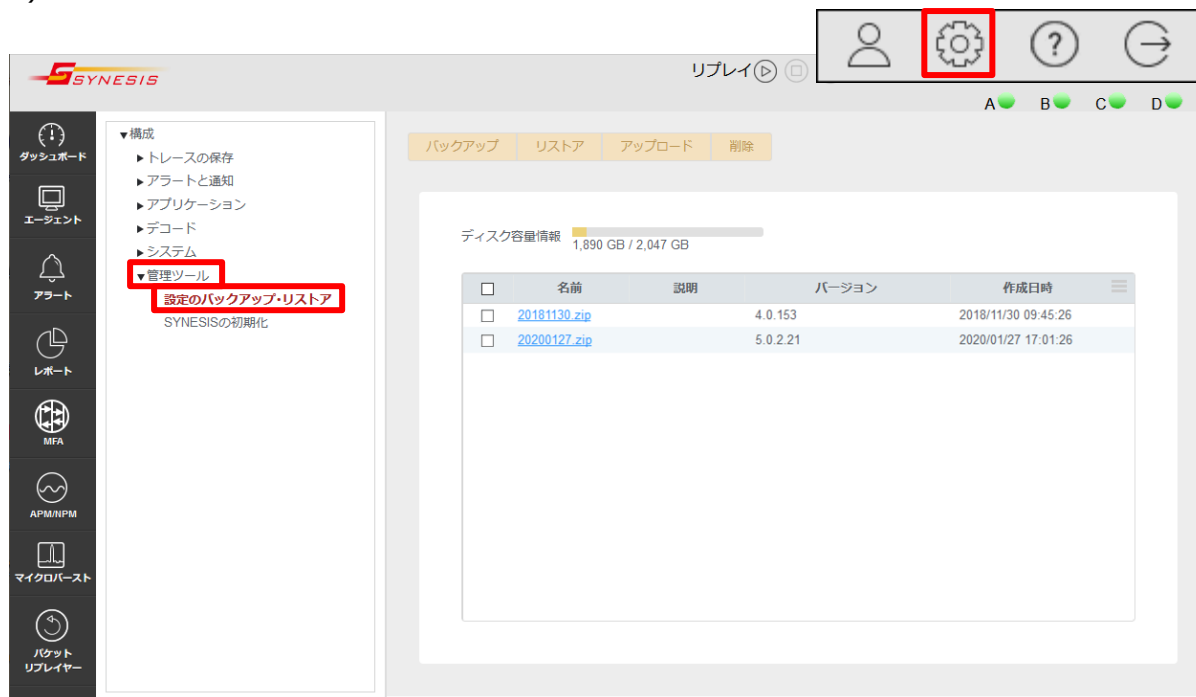 SYNESIS
リプレイ
?
A B C D
ダッシュボード
エージェント
アラート
レポート
MFA
APM/NPM
マイクロバースト
パケット
リプレイヤー
▼構成
▶トレースの保存
▶アラートと通知
▶アプリケーション
▶デコード
▶システム
▼管理ツール
設定のバックアップ・リストア
SYNESISの初期化
バックアップ リストア アップロード 削除
ディスク容量情報 1,890 GB / 2,047 GB
名前 説明 バージョン 作成日時
20181130.zip 4.0.153 2018/11/30 09:45:26
20200127.zip 5.0.2.21 2020/01/27 17:01:26